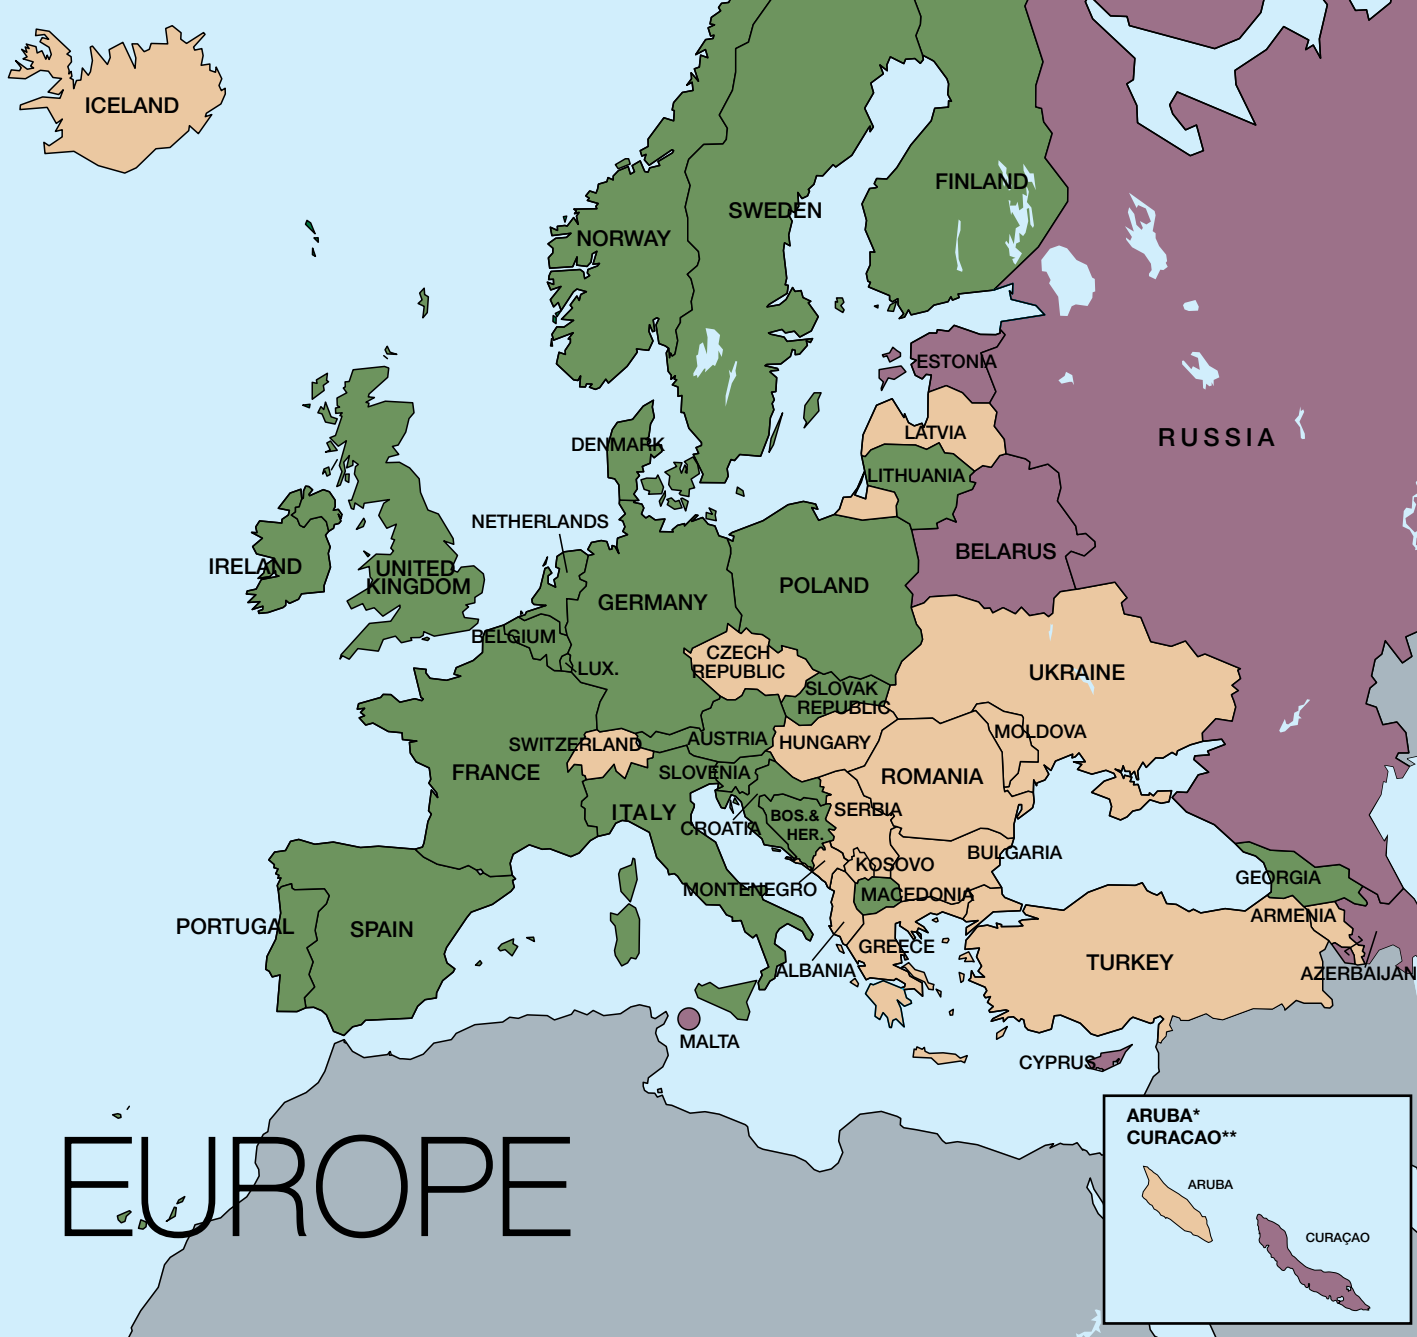 ICELAND
FINLAND
SWEDEN
NORWAY
ESTONIA
RUSSIA
LATVIA
DENMARK
LITHUANIA
NETHERLANDS
BELARUS
IRELAND
UNITED
KINGDOM
POLAND
GERMANY
BELGIUM
CZECH
REPUBLIC
LUX.
UKRAINE
SLOVAK
REPUBLIC
MOLDOVA
AUSTRIA
HUNGARY
SWITZERLAND
FRANCE
SLOVENIA
ROMANIA
ITALY
SERBIA
BOS.&
HER.
CROATIA
BULGARIA
KOSOVO
GEORGIA
MONTENEGRO
MACEDONIA
ARMENIA
PORTUGAL
SPAIN
GREECE
TURKEY
ALBANIA
AZERBAIJAN
MALTA
CYPRUS
ARUBA*
CURACAO**
ARUBA
CURAÇAO
EUROPE